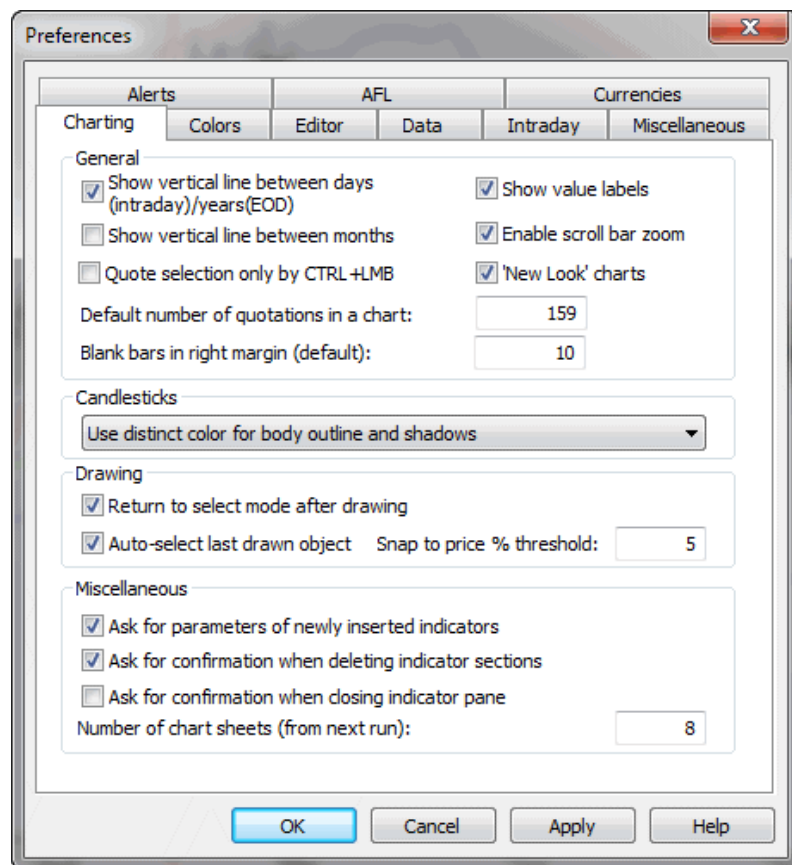 Preferences
Alerts
AFL
Currencies
Charting
Colors
Editor
Data
Intraday
Miscellaneous
General
Show vertical line between days
(intraday)/years(EOD)
Show value labels
Show vertical line between months
Enable scroll bar zoom
Quote selection only by CTRL+LMB
'New Look' charts
Default number of quotations in a chart: 159
Blank bars in right margin (default): 10
Candlesticks
Use distinct color for body outline and shadows
Drawing
Return to select mode after drawing
Auto-select last drawn object
Snap to price % threshold: 5
Miscellaneous
Ask for parameters of newly inserted indicators
Ask for confirmation when deleting indicator sections
Ask for confirmation when closing indicator pane
Number of chart sheets (from next run): 8
OK
Cancel
Apply
Help